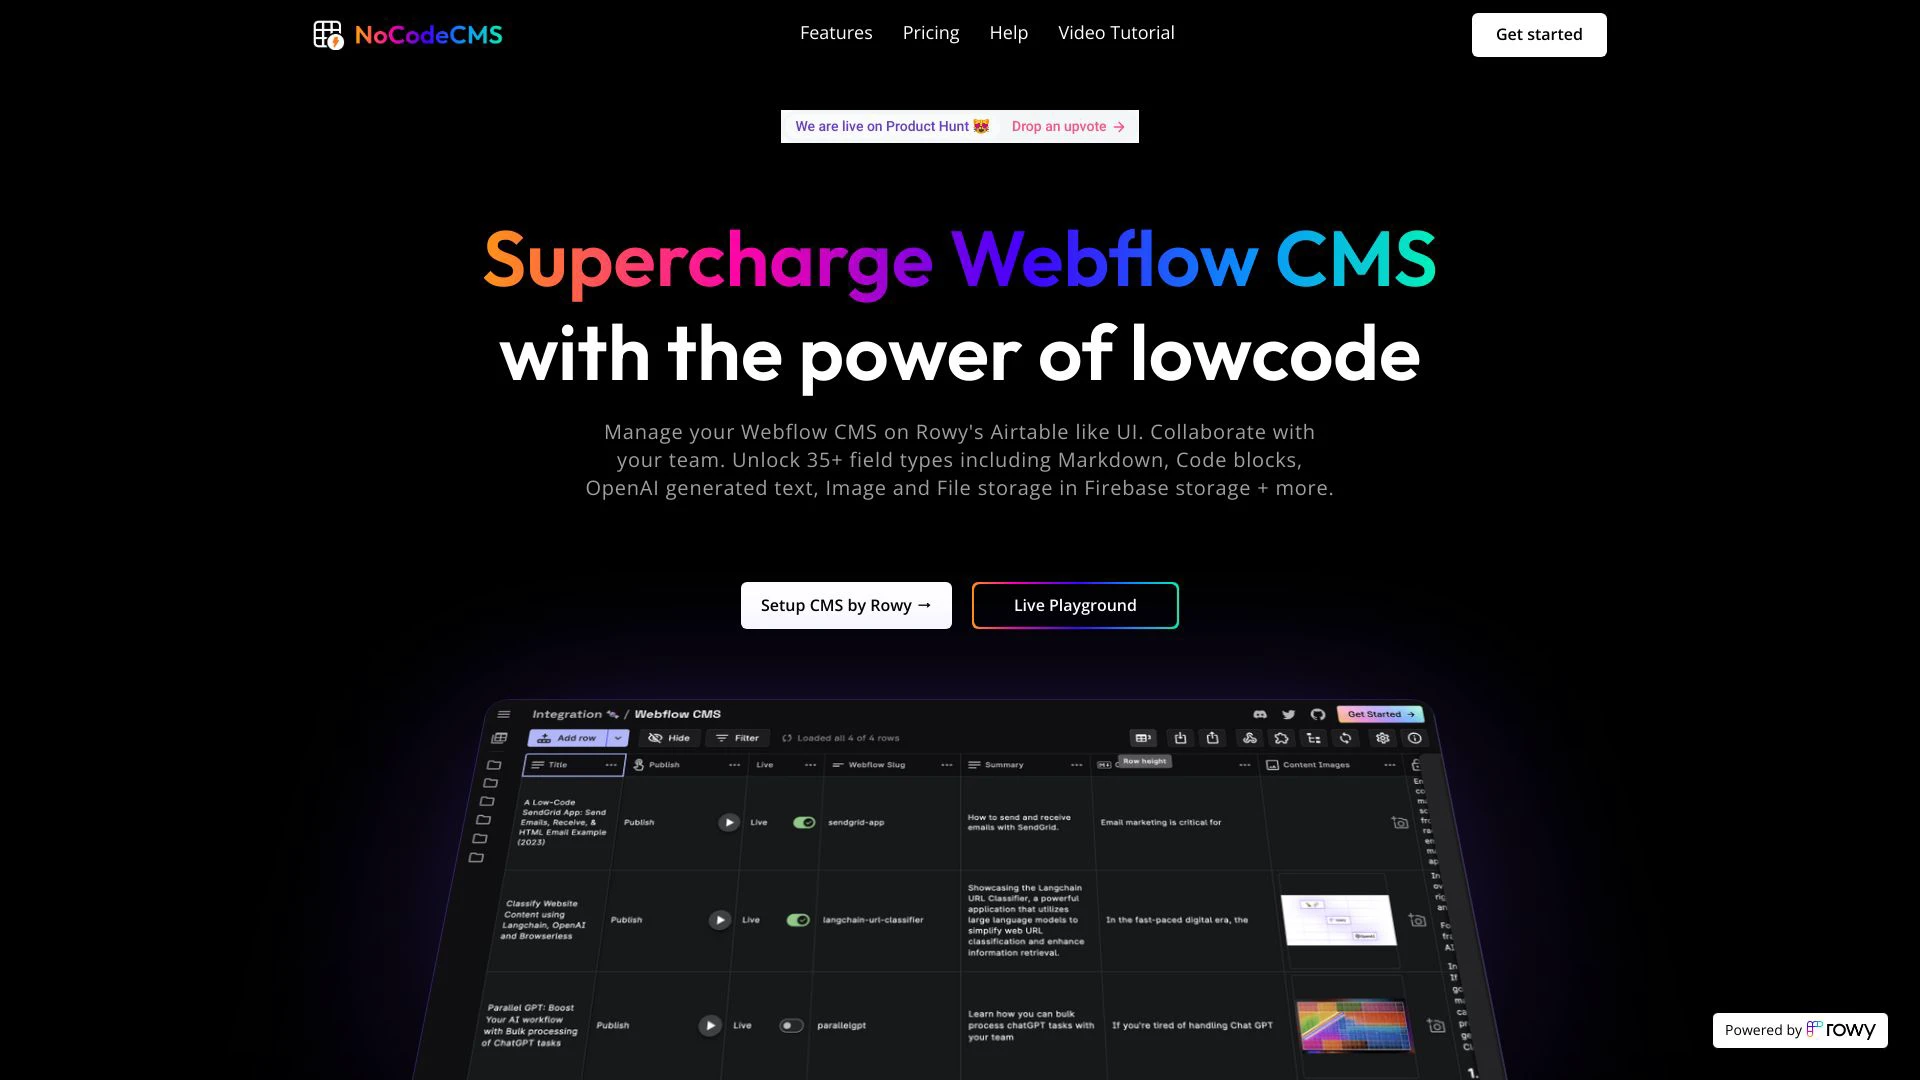 NoCodeCMS
Features
Pricing
Help
Video Tutorial
Get started
We are live on Product Hunt 😻 Drop an upvote →
Supercharge Webflow CMS
with the power of lowcode
Manage your Webflow CMS on Rowy's Airtable like UI. Collaborate with
your team. Unlock 35+ field types including Markdown, Code blocks,
OpenAI generated text, Image and File storage in Firebase storage + more.
Setup CMS by Rowy →
Live Playground
Integration / Webflow CMS
Get Started →
Add row
Hide
Filter
Loaded all 4 of 4 rows
Title
Publish
Live
Webflow Slug
Summary
Row height
Content Images
A Low-Code
SendGrid App: Send
Emails, Receive, &
HTML Email Example
(2023)
Publish
Live
sendgrid-app
How to send and receive
emails with SendGrid.
Email marketing is critical for
Classify Website
Content using
Langchain, OpenAI
and Browserless
Publish
Live
langchain-url-classifier
Showcasing the Langchain
URL Classifier, a powerful
application that utilizes
large language models to
simplify web URL
classification and enhance
information retrieval.
In the fast-paced digital era, the
Parallel GPT: Boost
Your AI workflow
with Bulk processing
of ChatGPT tasks
Publish
Live
parallelgpt
Learn how you can bulk
process chatGPT tasks with
your team
If you're tired of handling Chat GPT
Powered by rowy